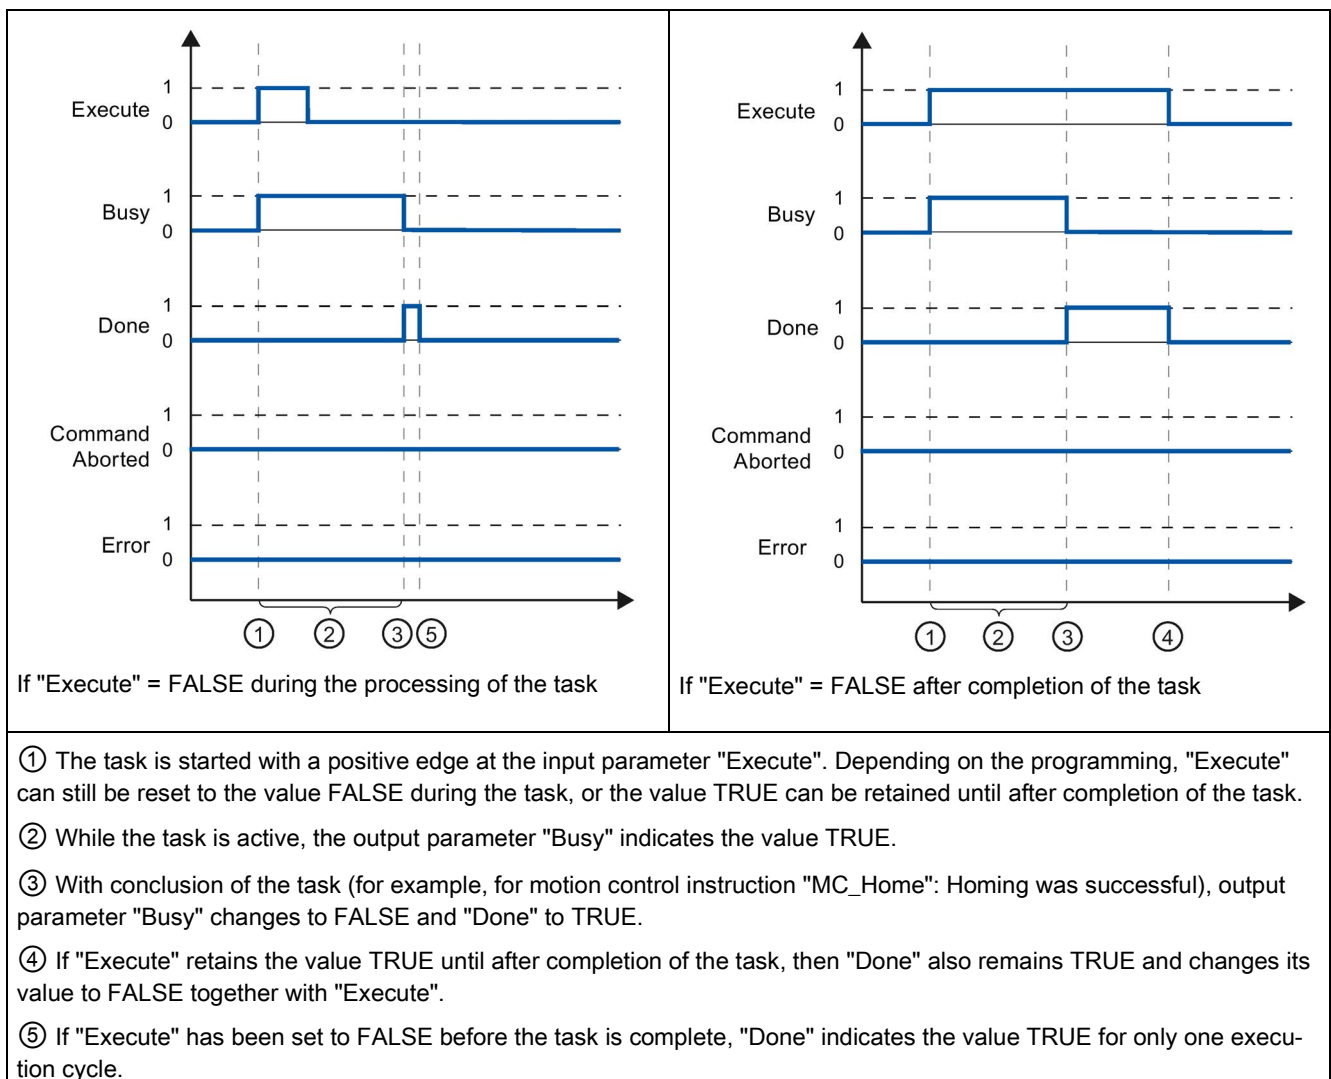 Execute 1
0
Busy 1
0
Done 1
0
Command Aborted 1
0
Error 1
0
① ② ③ ⑤
If "Execute" = FALSE during the processing of the task
Execute 1
0
Busy 1
0
Done 1
0
Command Aborted 1
0
Error 1
0
① ② ③ ④
If "Execute" = FALSE after completion of the task
① The task is started with a positive edge at the input parameter "Execute". Depending on the programming, "Execute"
can still be reset to the value FALSE during the task, or the value TRUE can be retained until after completion of the task.
② While the task is active, the output parameter "Busy" indicates the value TRUE.
③ With conclusion of the task (for example, for motion control instruction "MC_Home": Homing was successful), output
parameter "Busy" changes to FALSE and "Done" to TRUE.
④ If "Execute" retains the value TRUE until after completion of the task, then "Done" also remains TRUE and changes its
value to FALSE together with "Execute".
⑤ If "Execute" has been set to FALSE before the task is complete, "Done" indicates the value TRUE for only one execu-
tion cycle.